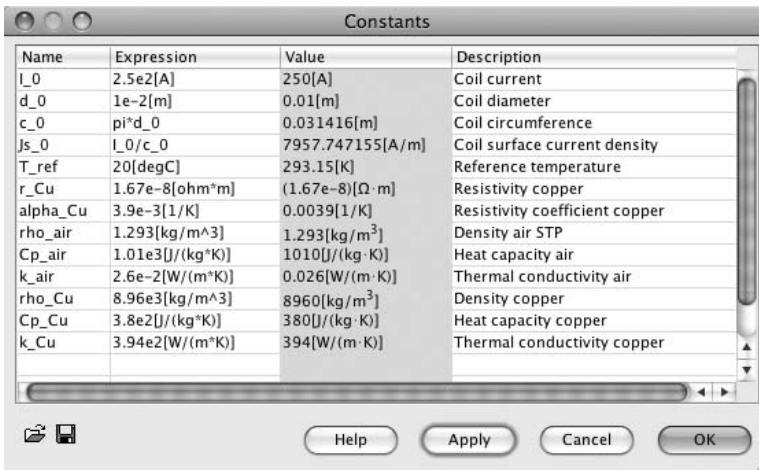 Constants
Name Expression Value Description
I_0 2.5e2[A] 250[A] Coil current
d_0 1e-2[m] 0.01[m] Coil diameter
c_0 pi*d_0 0.031416[m] Coil circumference
Js_0 I_0/c_0 7957.747155[A/m] Coil surface current density
T_ref 20[degC] 293.15[K] Reference temperature
r_Cu 1.67e-8[ohm*m] (1.67e-8)[Ω·m] Resistivity copper
alpha_Cu 3.9e-3[1/K] 0.0039[1/K] Resistivity coefficient copper
rho_air 1.293[kg/m^3] 1.293[kg/m³] Density air STP
Cp_air 1.01e3[J/(kg*K)] 1010[J/(kg·K)] Heat capacity air
k_air 2.6e-2[W/(m*K)] 0.026[W/(m·K)] Thermal conductivity air
rho_Cu 8.96e3[kg/m^3] 8960[kg/m³] Density copper
Cp_Cu 3.8e2[J/(kg*K)] 380[J/(kg·K)] Heat capacity copper
k_Cu 3.94e2[W/(m*K)] 394[W/(m·K)] Thermal conductivity copper
Help Apply Cancel OK